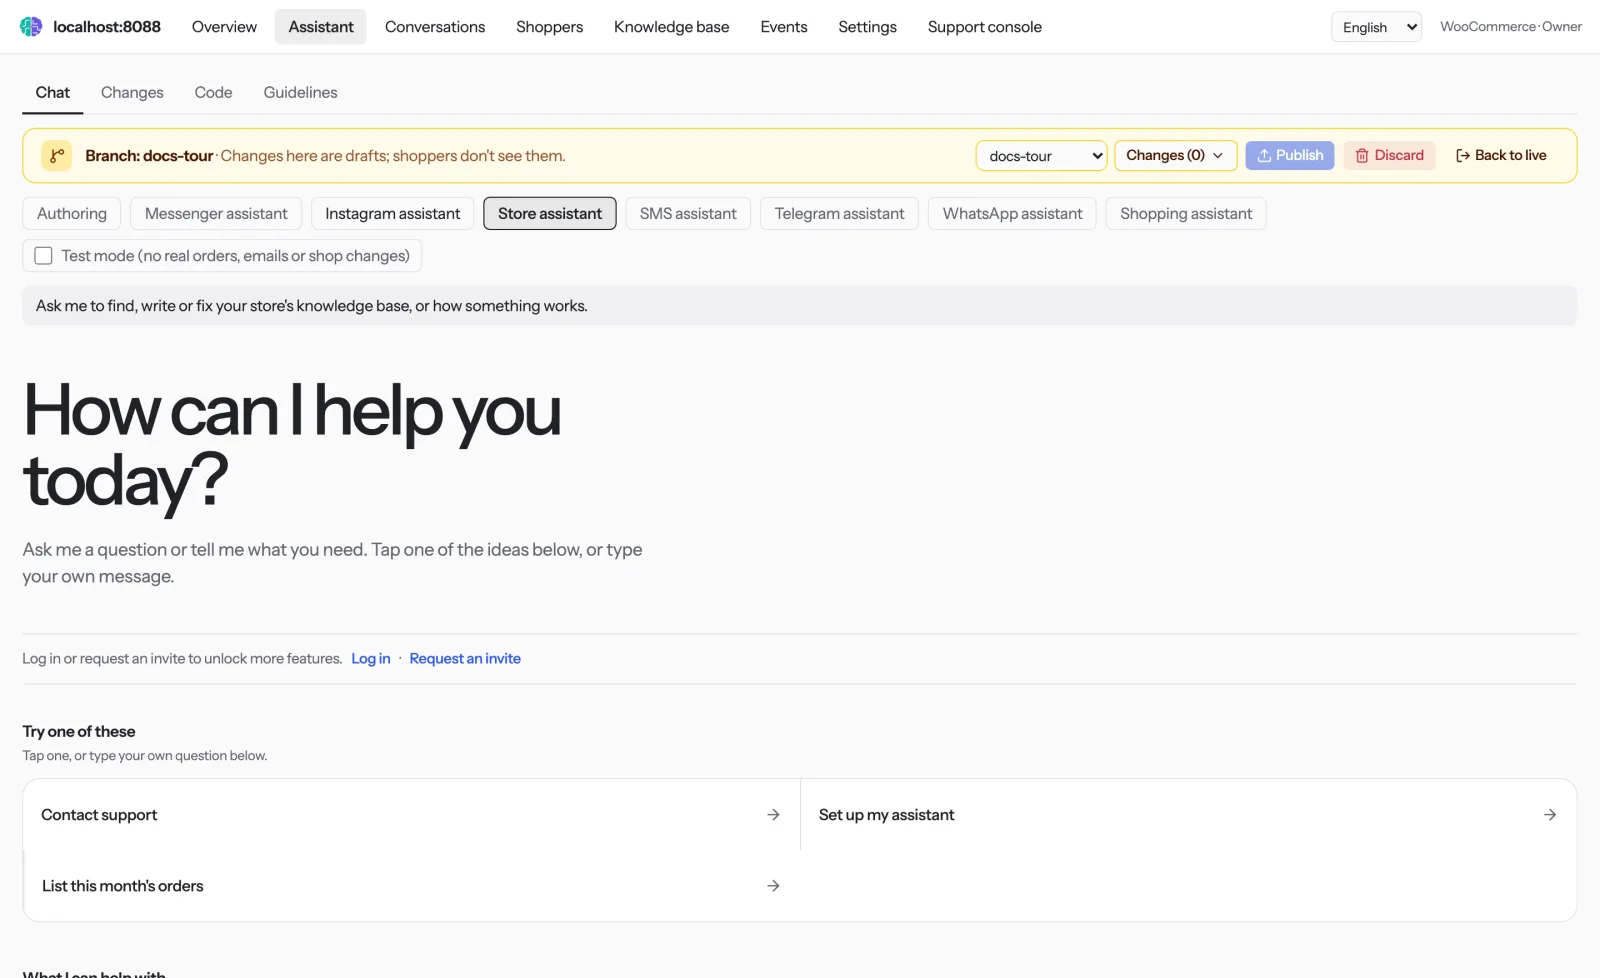 localhost:8088 Overview Assistant Conversations Shoppers Knowledge base Events Settings Support console English WooCommerce · Owner
Chat Changes Code Guidelines
Branch: docs-tour · Changes here are drafts; shoppers don't see them. docs-tour Changes (0) Publish Discard Back to live
Authoring Messenger assistant Instagram assistant Store assistant SMS assistant Telegram assistant WhatsApp assistant Shopping assistant
Test mode (no real orders, emails or shop changes)
Ask me to find, write or fix your store's knowledge base, or how something works.
How can I help you
today?
Ask me a question or tell me what you need. Tap one of the ideas below, or type
your own message.
Log in or request an invite to unlock more features. Log in · Request an invite
Try one of these
Tap one, or type your own question below.
Contact support Set up my assistant
List this month's orders
What I can help with